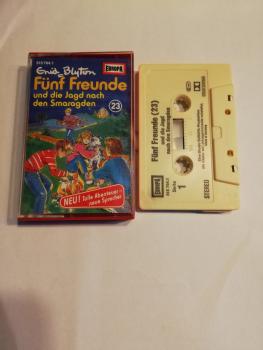 EUROPA
Enid Blyton
Fünf Freunde
und die Jagd nach
den Smaragden
23
NEU! Tolle Abenteuer -
neue Sprecher
EUROPA
Fünf Freunde (23)
und die Jagd
nach den Smaragden
Seite
1
STEREO